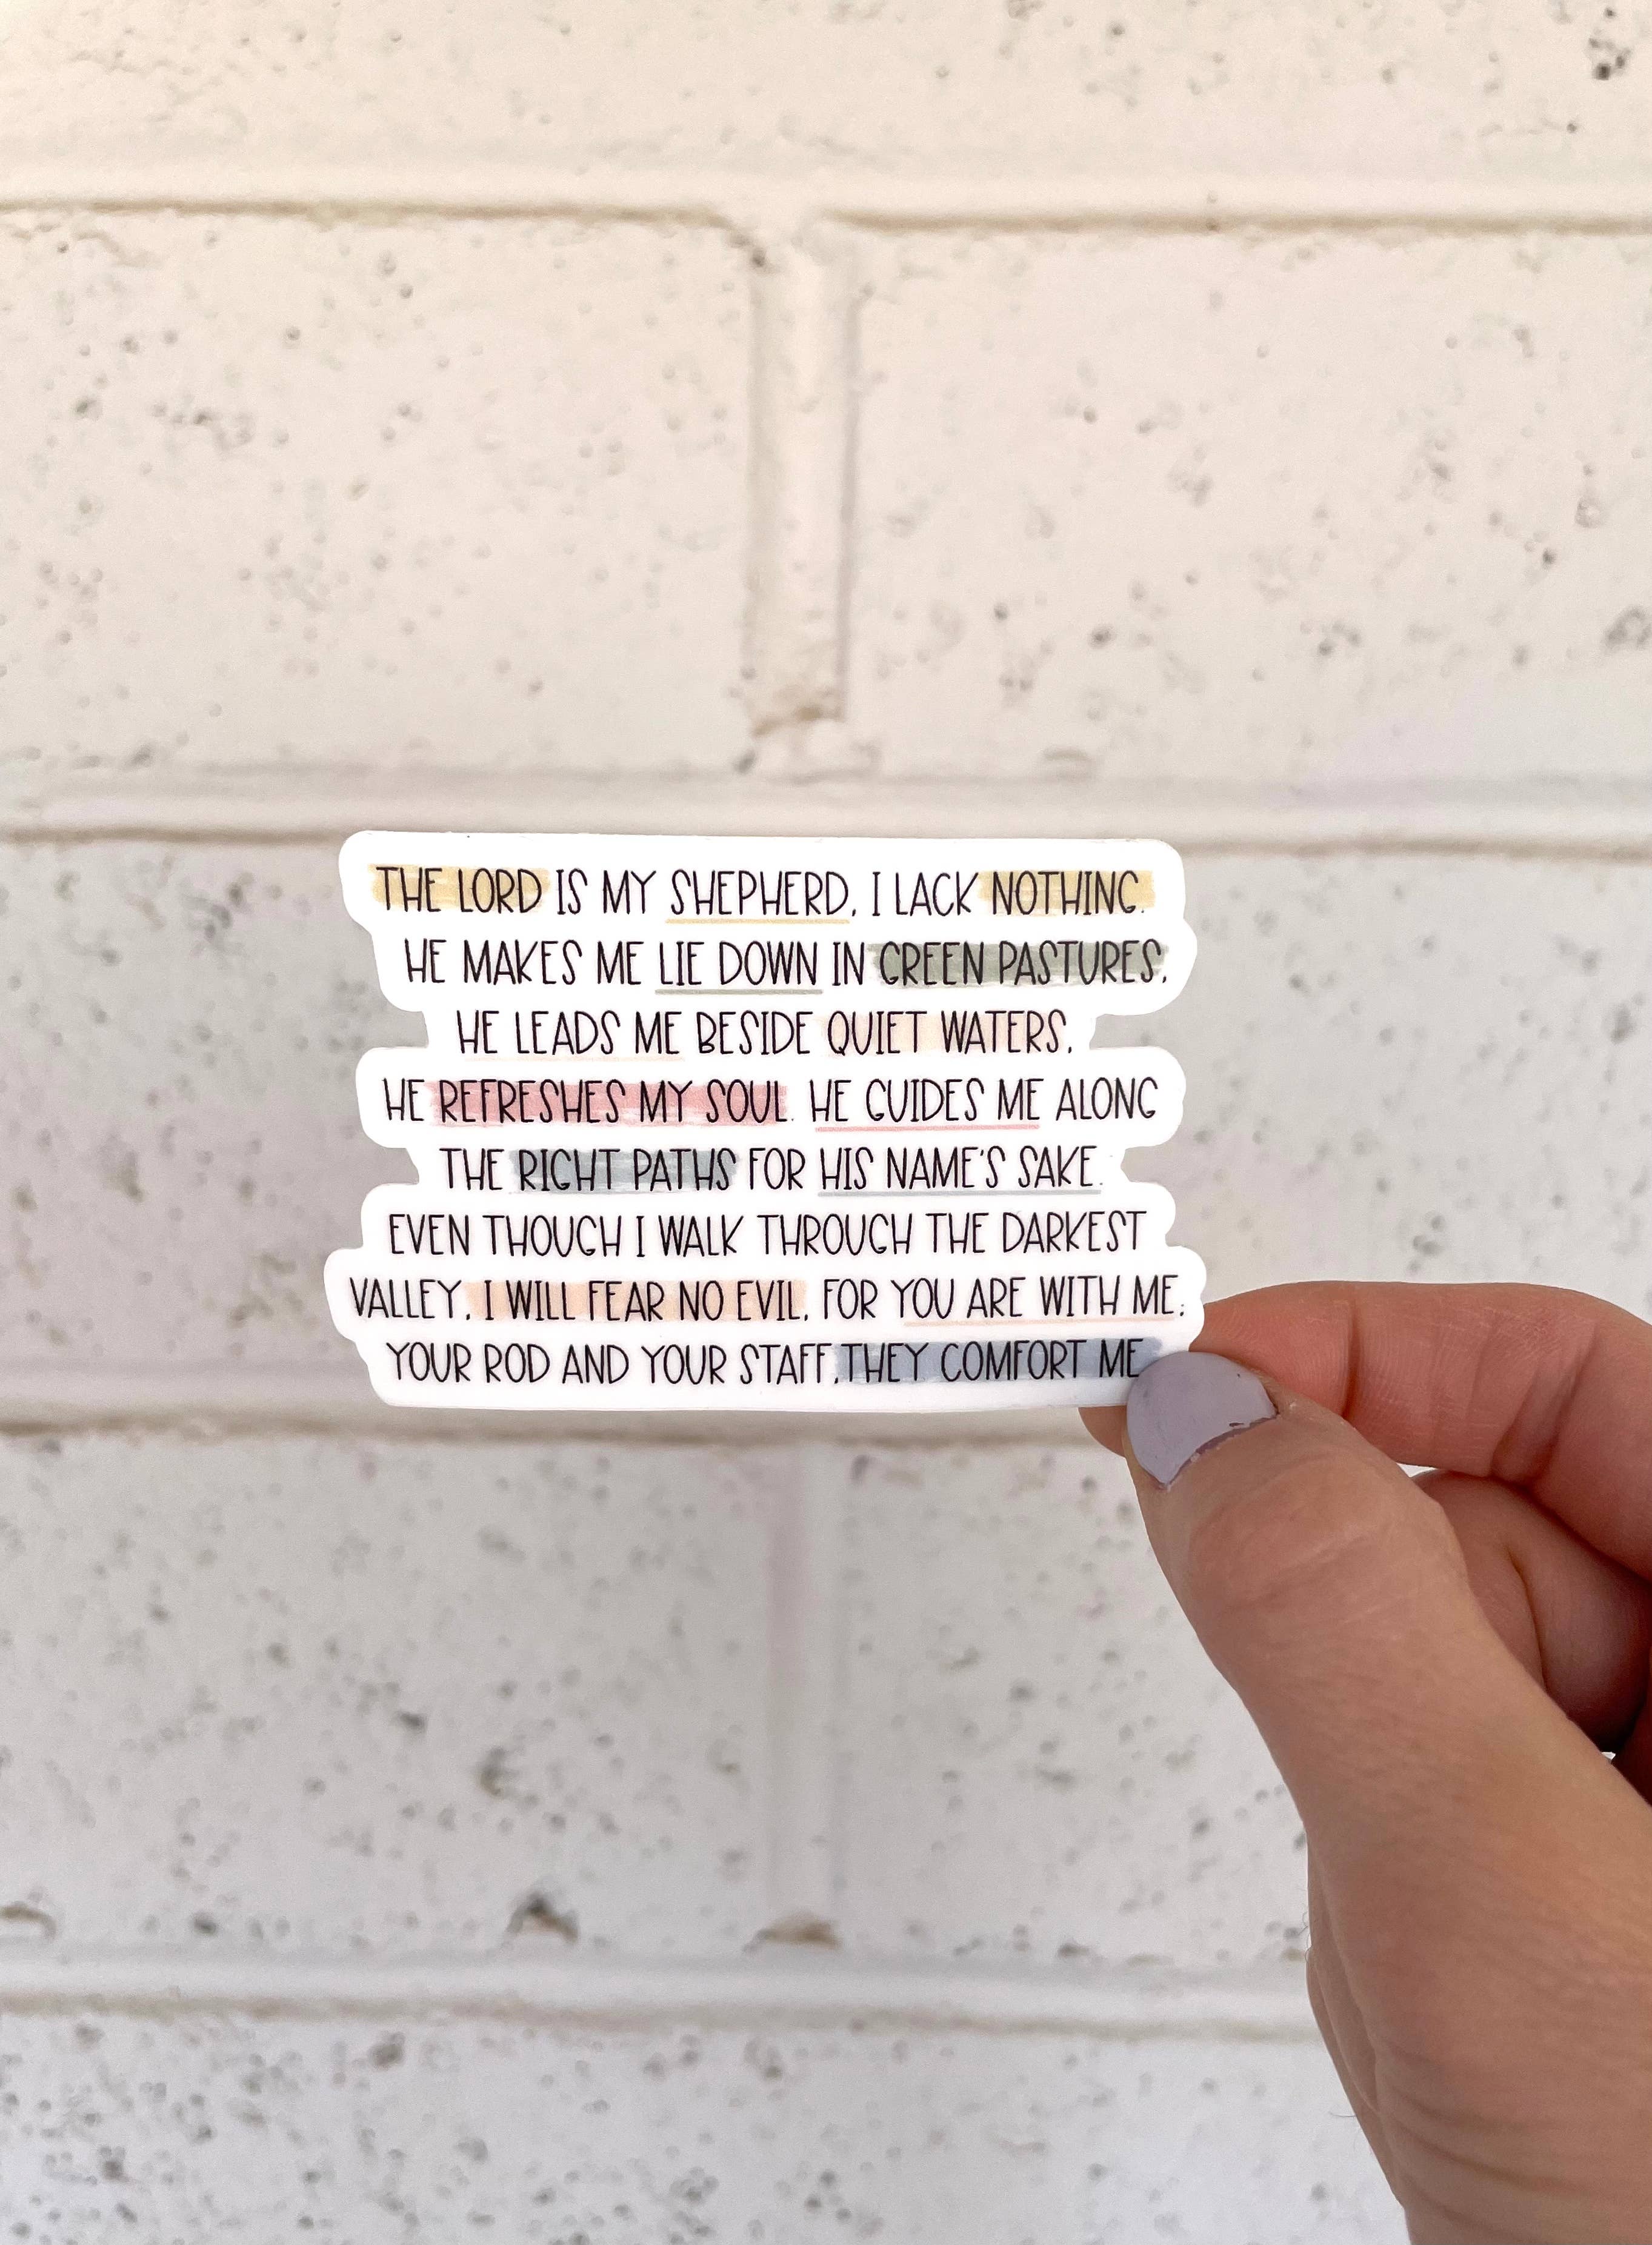 THE LORD IS MY SHEPHERD, I LACK NOTHING.
HE MAKES ME LIE DOWN IN GREEN PASTURES,
HE LEADS ME BESIDE QUIET WATERS,
HE REFRESHES MY SOUL. HE GUIDES ME ALONG
THE RIGHT PATHS FOR HIS NAME'S SAKE.
EVEN THOUGH I WALK THROUGH THE DARKEST
VALLEY, I WILL FEAR NO EVIL, FOR YOU ARE WITH ME;
YOUR ROD AND YOUR STAFF, THEY COMFORT ME